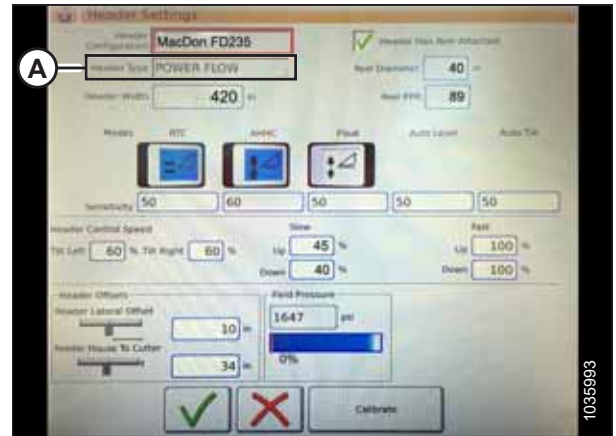 Header Settings
Header Configuration MacDon FD235
Header Has Reel Attached
A
Header Type POWER FLOW
Reel Diameter 40 in
Header Width 420 in
Reel PPR 89
Modes RTC AHHC Float Auto Level Auto Tilt
Sensitivity 50 60 50 50 50
Header Control Speed Slow Fast
Tilt Left 60 % Tilt Right 60 % Up 45 % Up 100 %
Down 40 % Down 100 %
Header Offsets Field Pressure
Header Lateral Offset 1647 psi
10 in
Feeder House To Cutter 0%
34 in
Calibrate
1035993